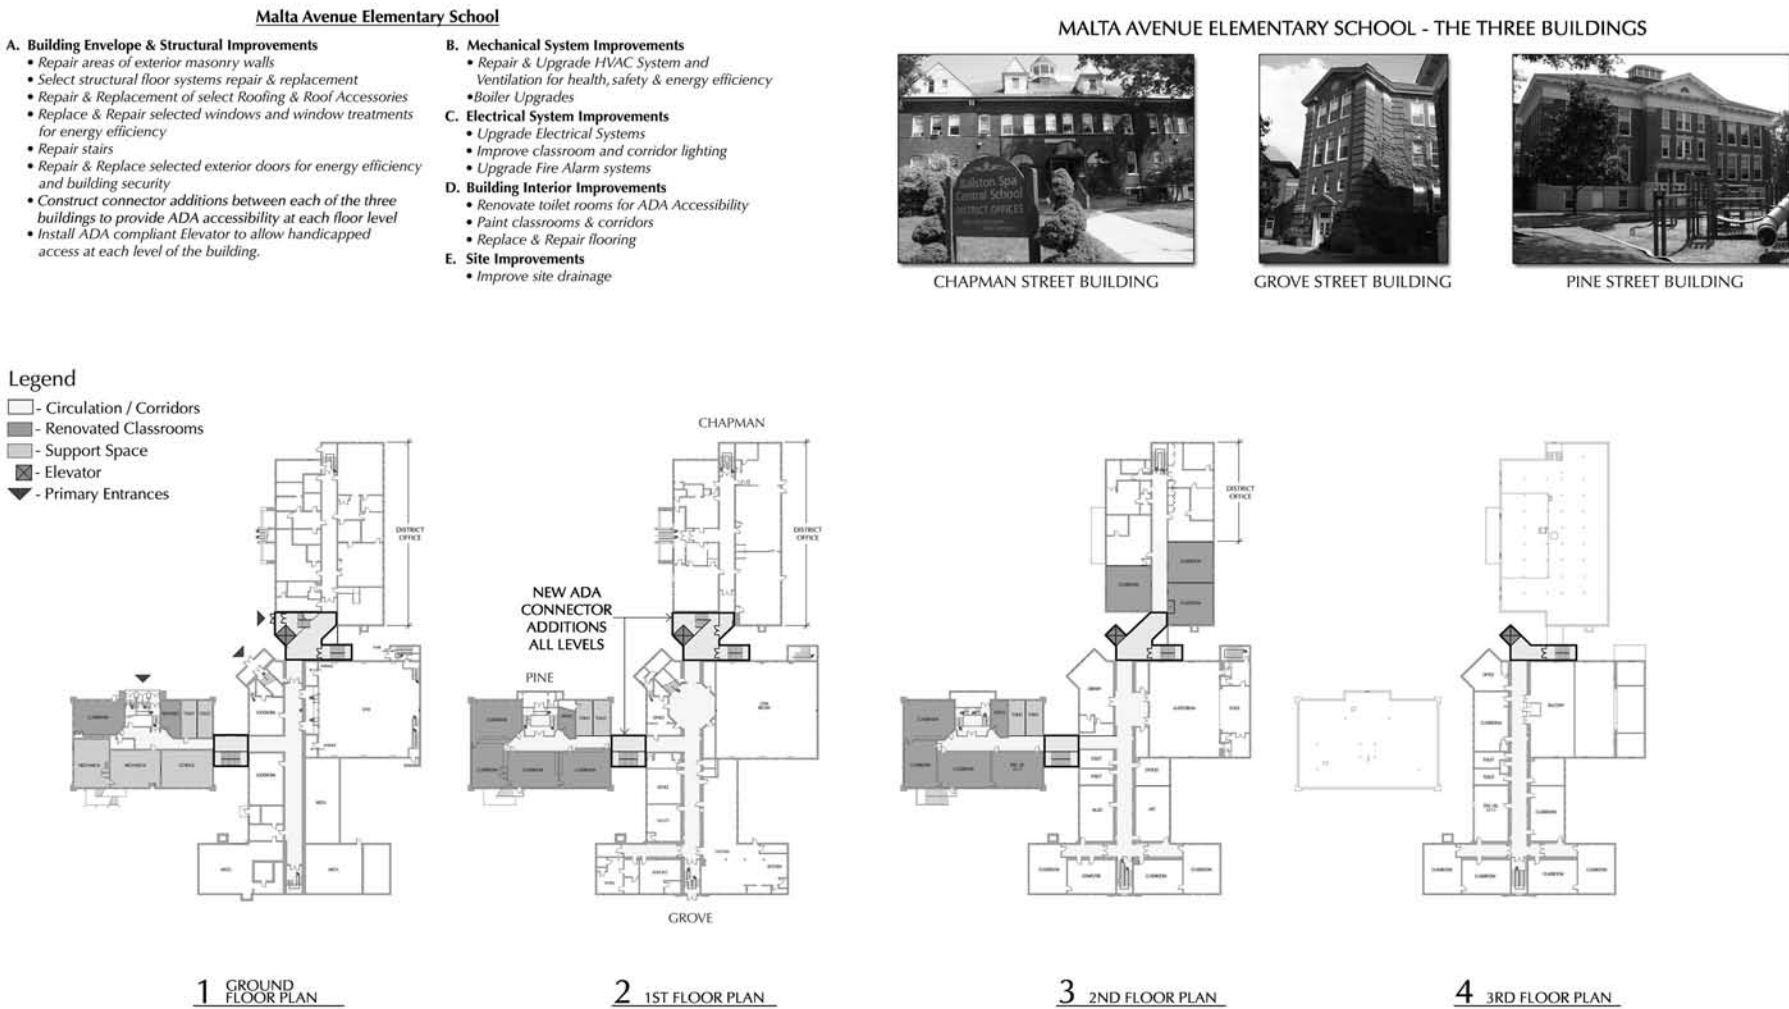 Malta Avenue Elementary School
A. Building Envelope & Structural Improvements
• Repair areas of exterior masonry walls
• Select structural floor systems repair & replacement
• Repair & Replacement of select Roofing & Roof Accessories
• Replace & Repair selected windows and window treatments
for energy efficiency
• Repair stairs
• Repair & Replace selected exterior doors for energy efficiency
and building security
• Construct connector additions between each of the three
buildings to provide ADA accessibility at each floor level
• Install ADA compliant Elevator to allow handicapped
access at each level of the building.
B. Mechanical System Improvements
• Repair & Upgrade HVAC System and
Ventilation for health, safety & energy efficiency
•Boiler Upgrades
C. Electrical System Improvements
• Upgrade Electrical Systems
• Improve classroom and corridor lighting
• Upgrade Fire Alarm systems
D. Building Interior Improvements
• Renovate toilet rooms for ADA Accessibility
• Paint classrooms & corridors
• Replace & Repair flooring
E. Site Improvements
• Improve site drainage
MALTA AVENUE ELEMENTARY SCHOOL - THE THREE BUILDINGS
Ballston Spa
Central School
DISTRICT OFFICES
CHAPMAN STREET BUILDING
GROVE STREET BUILDING
PINE STREET BUILDING
Legend
- Circulation / Corridors
- Renovated Classrooms
- Support Space
- Elevator
- Primary Entrances
DISTRICT
OFFICE
1 GROUND
FLOOR PLAN
CHAPMAN
DISTRICT
OFFICE
NEW ADA
CONNECTOR
ADDITIONS
ALL LEVELS
PINE
GROVE
2 1ST FLOOR PLAN
DISTRICT
OFFICE
CLASSROOM
CLASSROOM
CLASSROOM
3 2ND FLOOR PLAN
4 3RD FLOOR PLAN